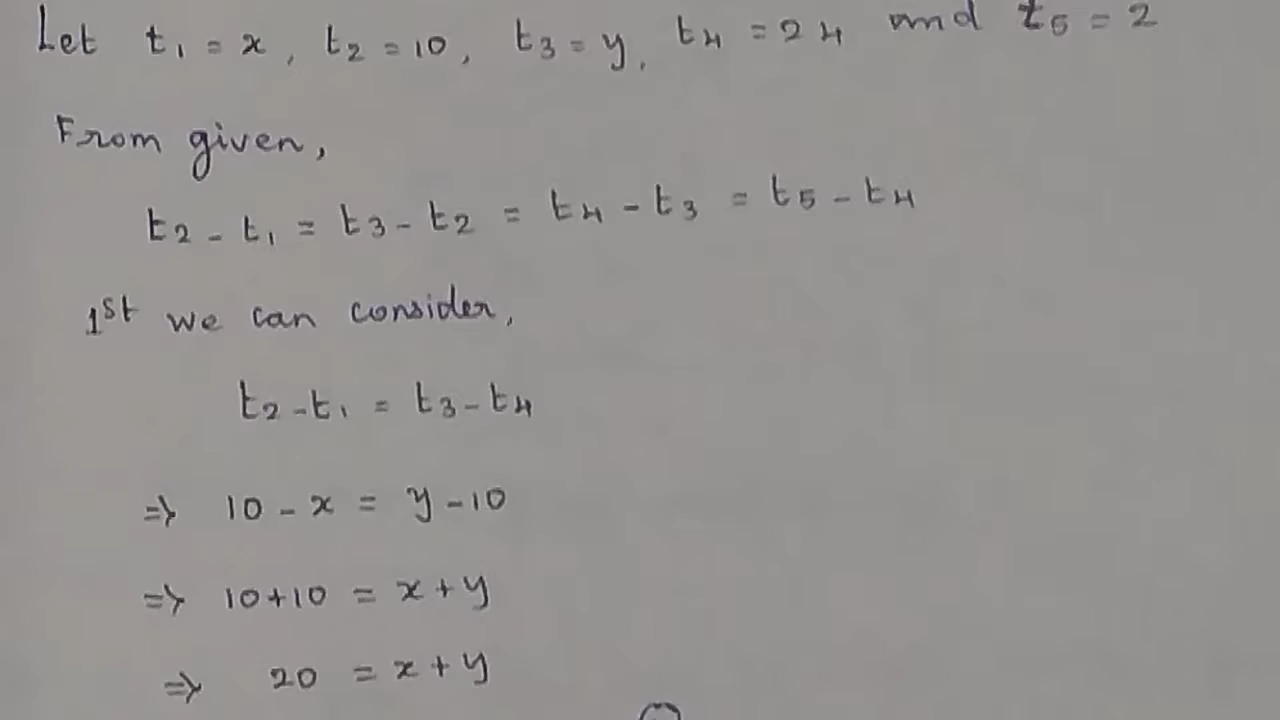 Let t₁ = x, t₂ = 10, t₃ = y, t₄ = 24 and t₅ = 2
From given,
t₂ - t₁ = t₃ - t₂ = t₄ - t₃ = t₅ - t₄
1st we can consider,
t₂ - t₁ = t₃ - t₄
⇒ 10 - x = y - 10
⇒ 10+10 = x + y
⇒ 20 = x + y